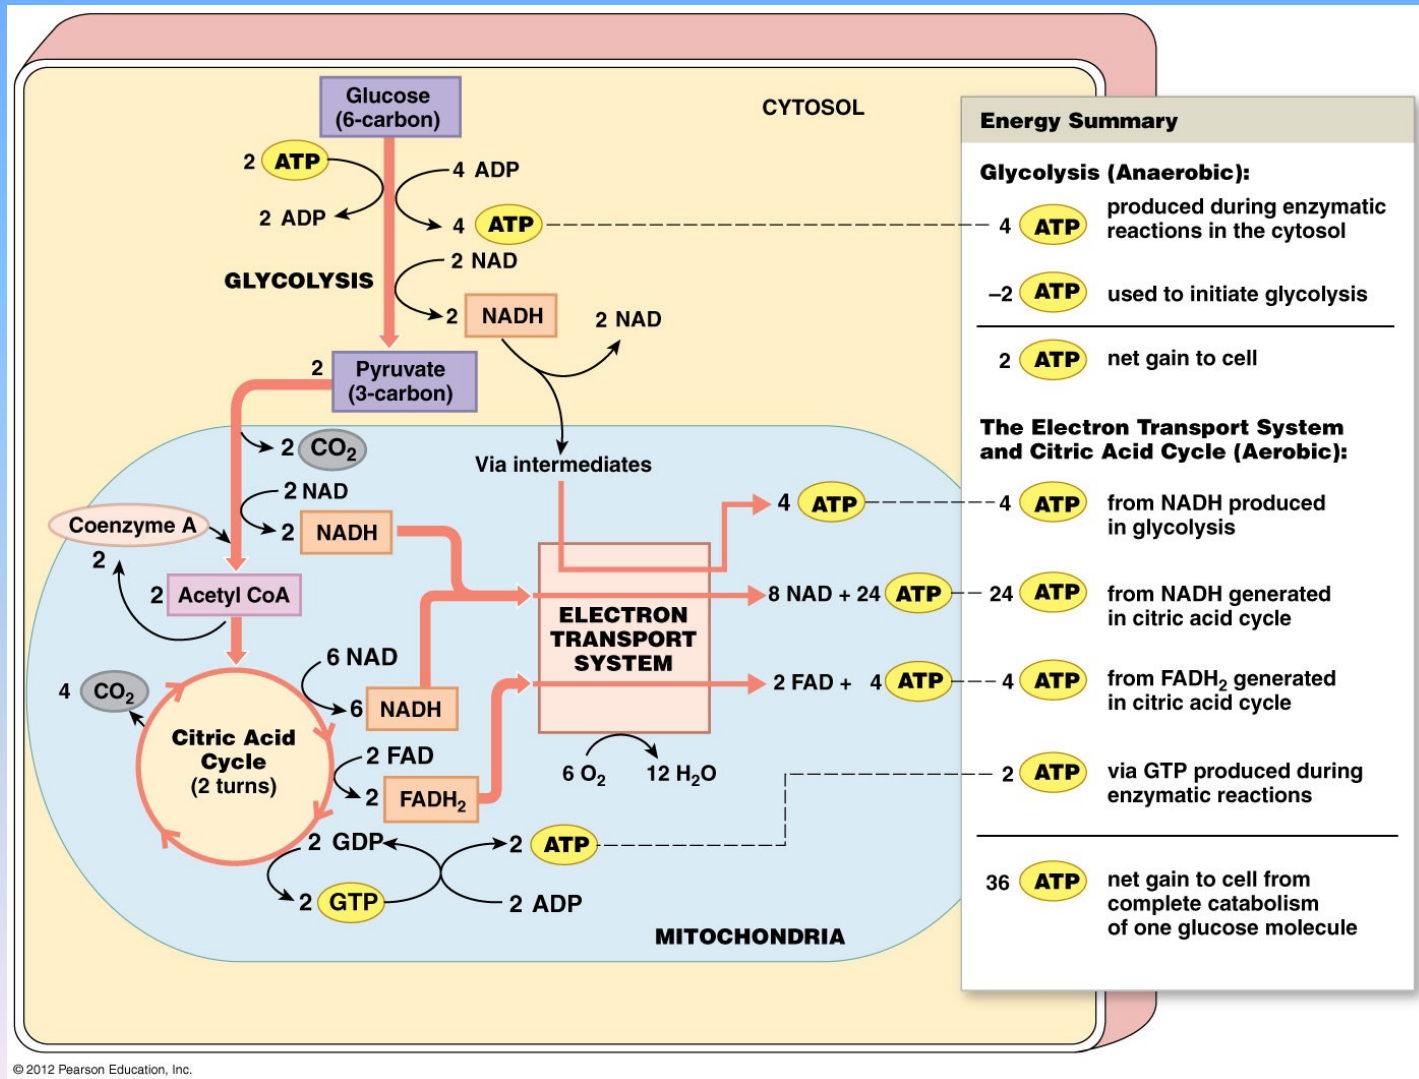 Glucose
(6-carbon)
CYTOSOL
2 ATP
4 ADP
2 ADP
4 ATP
2 NAD
GLYCOLYSIS
2 NADH
2 NAD
2 Pyruvate
(3-carbon)
2 CO₂
Via intermediates
2 NAD
Coenzyme A
2 NADH
2
2 Acetyl CoA
4 ATP
ELECTRON
TRANSPORT
SYSTEM
8 NAD + 24 ATP
6 NAD
4 CO₂
6 NADH
2 FAD + 4 ATP
Citric Acid
Cycle
(2 turns)
2 FAD
2 FADH₂
6 O₂ 12 H₂O
2 GDP
2 ATP
2 GTP
2 ADP
MITOCHONDRIA
Energy Summary
Glycolysis (Anaerobic):
4 ATP produced during enzymatic
reactions in the cytosol
–2 ATP used to initiate glycolysis
2 ATP net gain to cell
The Electron Transport System
and Citric Acid Cycle (Aerobic):
4 ATP from NADH produced
in glycolysis
24 ATP from NADH generated
in citric acid cycle
4 ATP from FADH₂ generated
in citric acid cycle
2 ATP via GTP produced during
enzymatic reactions
36 ATP net gain to cell from
complete catabolism
of one glucose molecule
© 2012 Pearson Education, Inc.